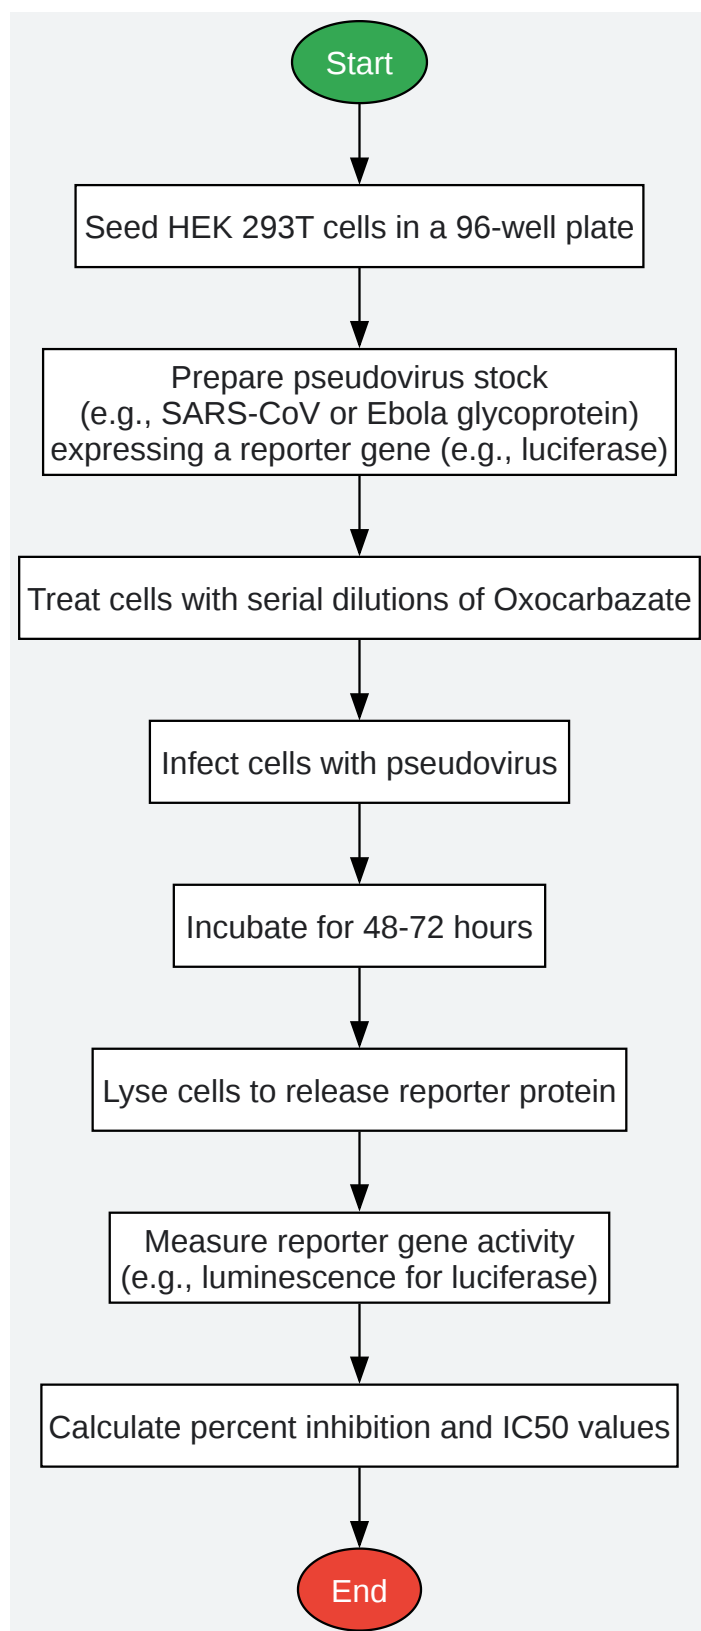 Start
Seed HEK 293T cells in a 96-well plate
Prepare pseudovirus stock
(e.g., SARS-CoV or Ebola glycoprotein)
expressing a reporter gene (e.g., luciferase)
Treat cells with serial dilutions of Oxocarbazate
Infect cells with pseudovirus
Incubate for 48-72 hours
Lyse cells to release reporter protein
Measure reporter gene activity
(e.g., luminescence for luciferase)
Calculate percent inhibition and IC50 values
End